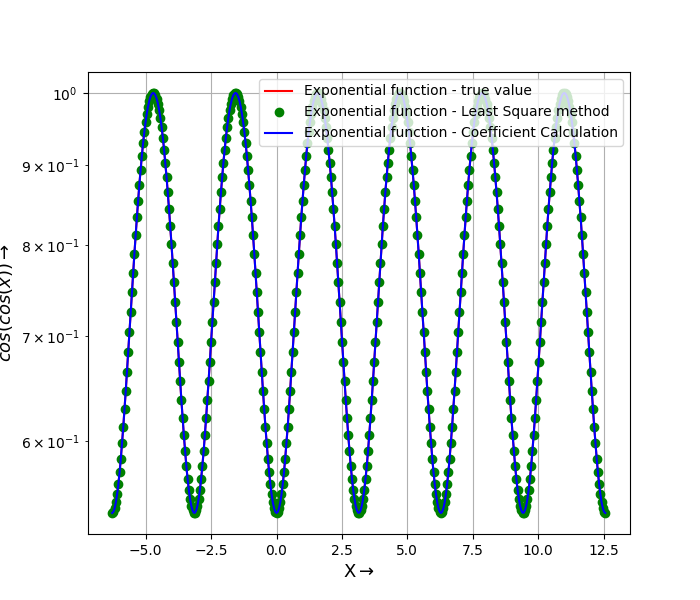 10⁰
9 × 10⁻¹
8 × 10⁻¹
7 × 10⁻¹
6 × 10⁻¹
cos(cos(x)) →
Exponential function - true value
Exponential function - Least Square method
Exponential function - Coefficient Calculation
−5.0 −2.5 0.0 2.5 5.0 7.5 10.0 12.5
X →